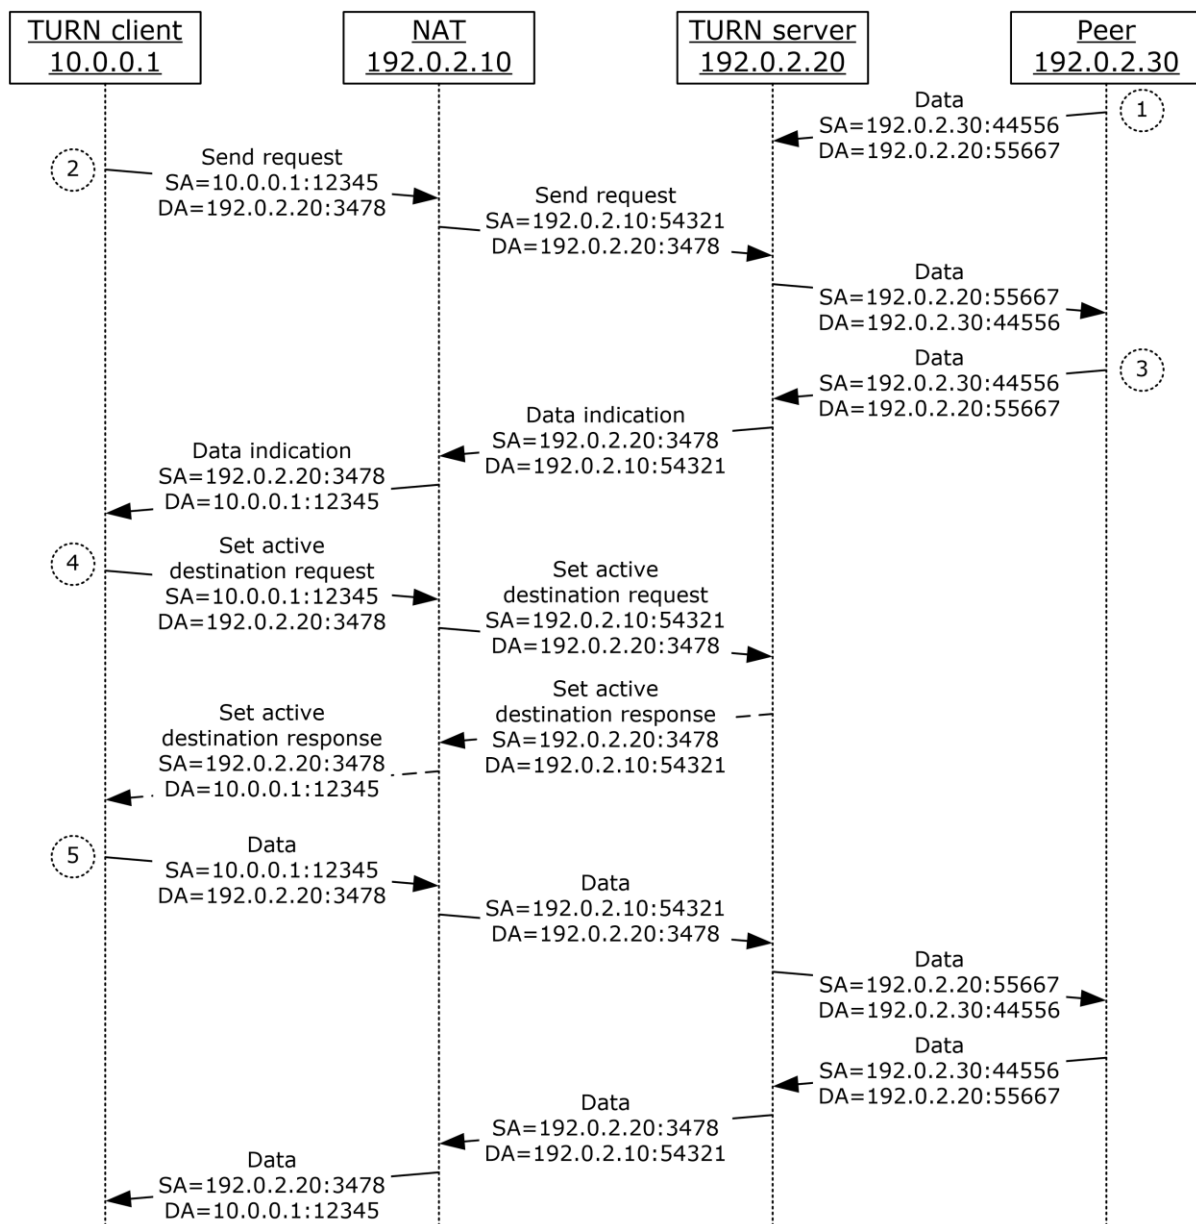 TURN client
10.0.0.1
NAT
192.0.2.10
TURN server
192.0.2.20
Peer
192.0.2.30
1
Data
SA=192.0.2.30:44556
DA=192.0.2.20:55667
2
Send request
SA=10.0.0.1:12345
DA=192.0.2.20:3478
Send request
SA=192.0.2.10:54321
DA=192.0.2.20:3478
Data
SA=192.0.2.20:55667
DA=192.0.2.30:44556
3
Data
SA=192.0.2.30:44556
DA=192.0.2.20:55667
Data indication
SA=192.0.2.20:3478
DA=192.0.2.10:54321
Data indication
SA=192.0.2.20:3478
DA=10.0.0.1:12345
4
Set active
destination request
SA=10.0.0.1:12345
DA=192.0.2.20:3478
Set active
destination request
SA=192.0.2.10:54321
DA=192.0.2.20:3478
Set active
destination response
SA=192.0.2.20:3478
DA=192.0.2.10:54321
Set active
destination response
SA=192.0.2.20:3478
DA=10.0.0.1:12345
5
Data
SA=10.0.0.1:12345
DA=192.0.2.20:3478
Data
SA=192.0.2.10:54321
DA=192.0.2.20:3478
Data
SA=192.0.2.20:55667
DA=192.0.2.30:44556
Data
SA=192.0.2.30:44556
DA=192.0.2.20:55667
Data
SA=192.0.2.20:3478
DA=192.0.2.10:54321
Data
SA=192.0.2.20:3478
DA=10.0.0.1:12345